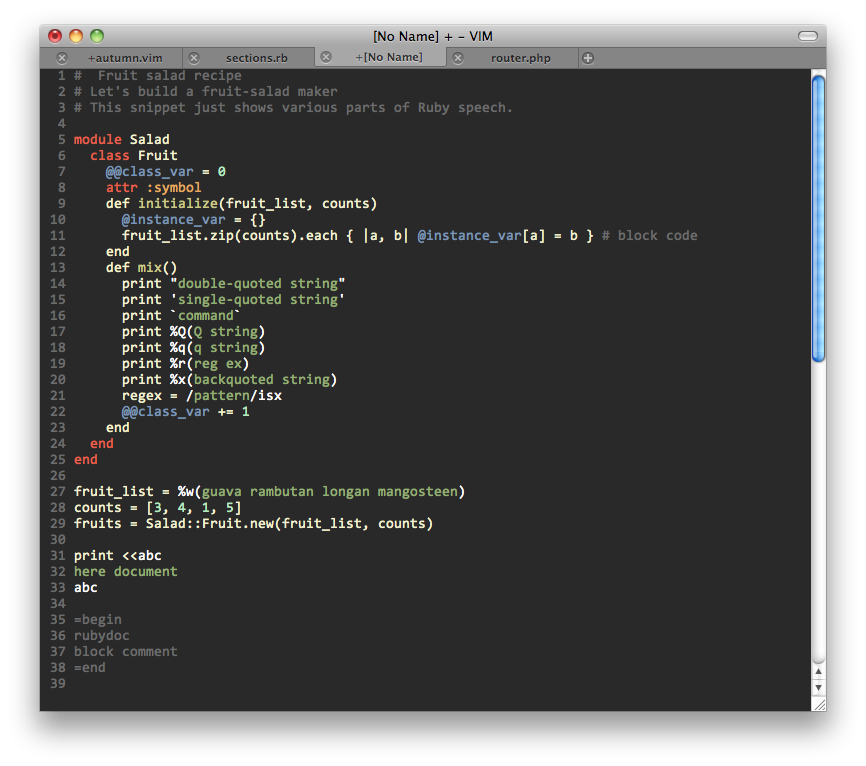 [No Name] + - VIM
+autumn.vim sections.rb +[No Name] router.php
1 #  Fruit salad recipe
2 # Let's build a fruit-salad maker
3 # This snippet just shows various parts of Ruby speech.
4
5 module Salad
6   class Fruit
7     @@class_var = 0
8     attr :symbol
9     def initialize(fruit_list, counts)
10       @instance_var = {}
11       fruit_list.zip(counts).each { |a, b| @instance_var[a] = b } # block code
12     end
13     def mix()
14       print "double-quoted string"
15       print 'single-quoted string'
16       print `command`
17       print %Q(Q string)
18       print %q(q string)
19       print %r(reg ex)
20       print %x(backquoted string)
21       regex = /pattern/isx
22       @@class_var += 1
23     end
24   end
25 end
26
27 fruit_list = %w(guava rambutan longan mangosteen)
28 counts = [3, 4, 1, 5]
29 fruits = Salad::Fruit.new(fruit_list, counts)
30
31 print <<abc
32 here document
33 abc
34
35 =begin
36 rubydoc
37 block comment
38 =end
39